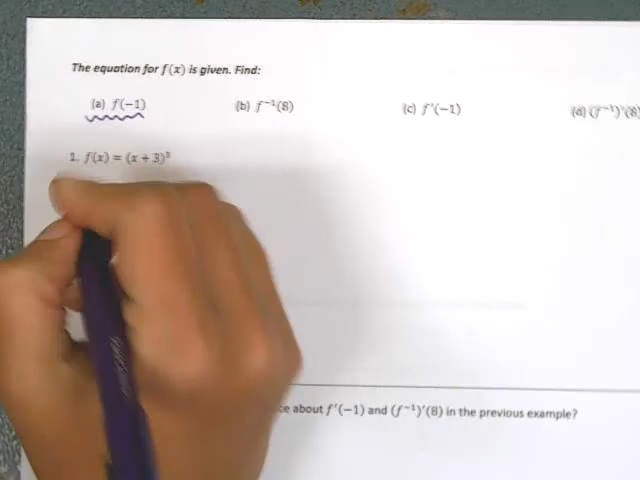 The equation for f(x) is given. Find:
(a) f(−1) (b) f⁻¹(8) (c) f′(−1) (d) (f⁻¹)′(8)
1. f(x) = (x + 3)³
about f′(−1) and (f⁻¹)′(8) in the previous example?